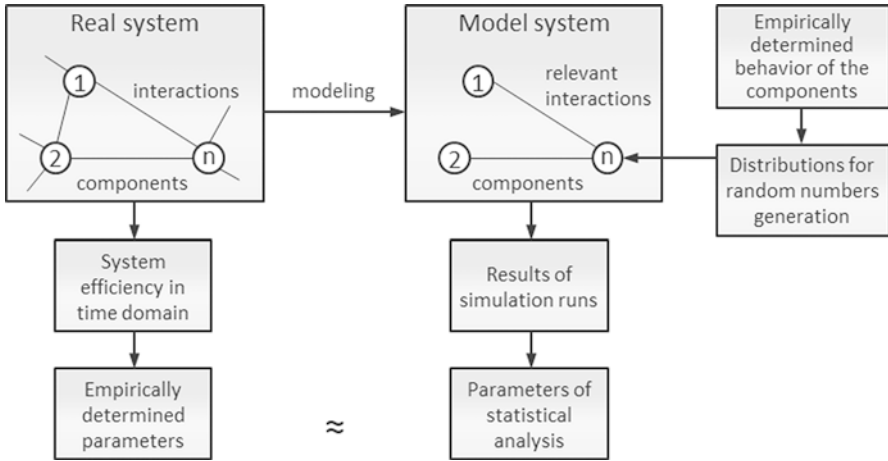 Real system
1
interactions
2
n
components
modeling
Model system
1
relevant
interactions
2
n
components
Empirically
determined
behavior of the
components
Distributions for
random numbers
generation
System
efficiency in
time domain
Results of
simulation runs
Empirically
determined
parameters
≈
Parameters of
statistical
analysis